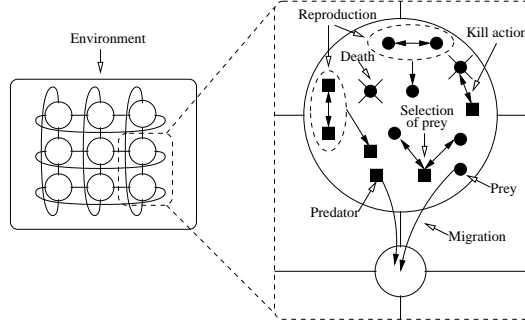 Environment
Reproduction
Death
Kill action
Selection
of prey
Predator
Prey
Migration